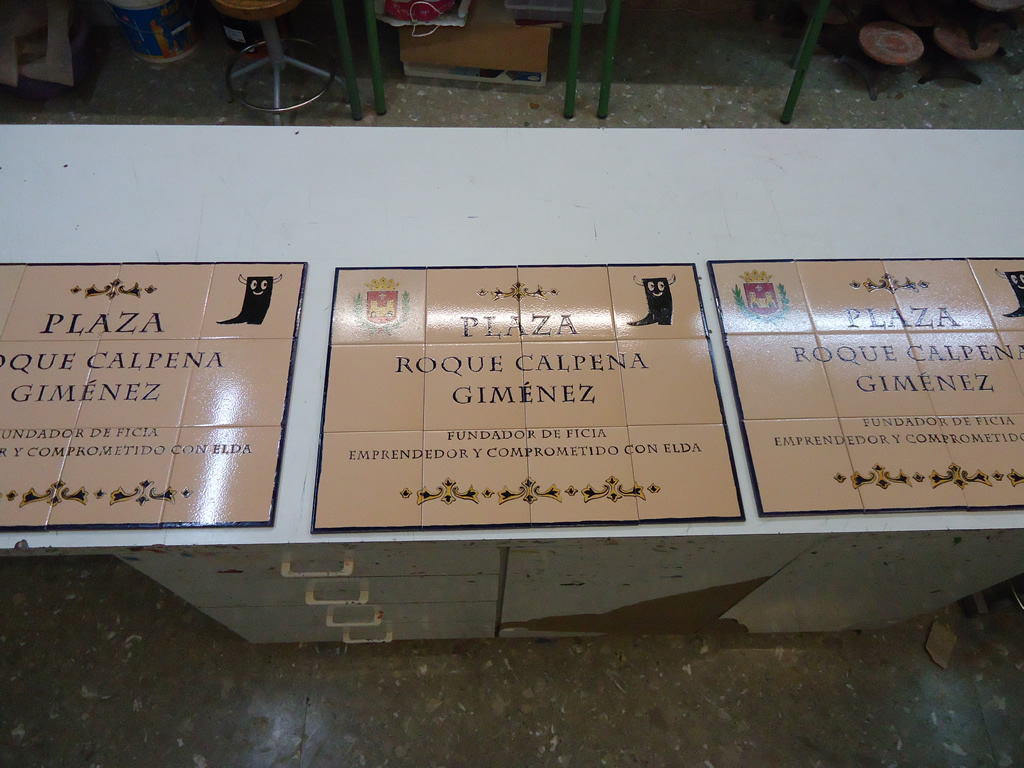 PLAZA
OQUE CALPENA
GIMÉNEZ
UNDADOR DE FICIA
R Y COMPROMETIDO CON ELDA
PLAZA
ROQUE CALPENA
GIMÉNEZ
FUNDADOR DE FICIA
EMPRENDEDOR Y COMPROMETIDO CON ELDA
PLAZA
ROQUE CALPENA
GIMÉNEZ
FUNDADOR DE FICIA
EMPRENDEDOR Y COMPROMETIDO